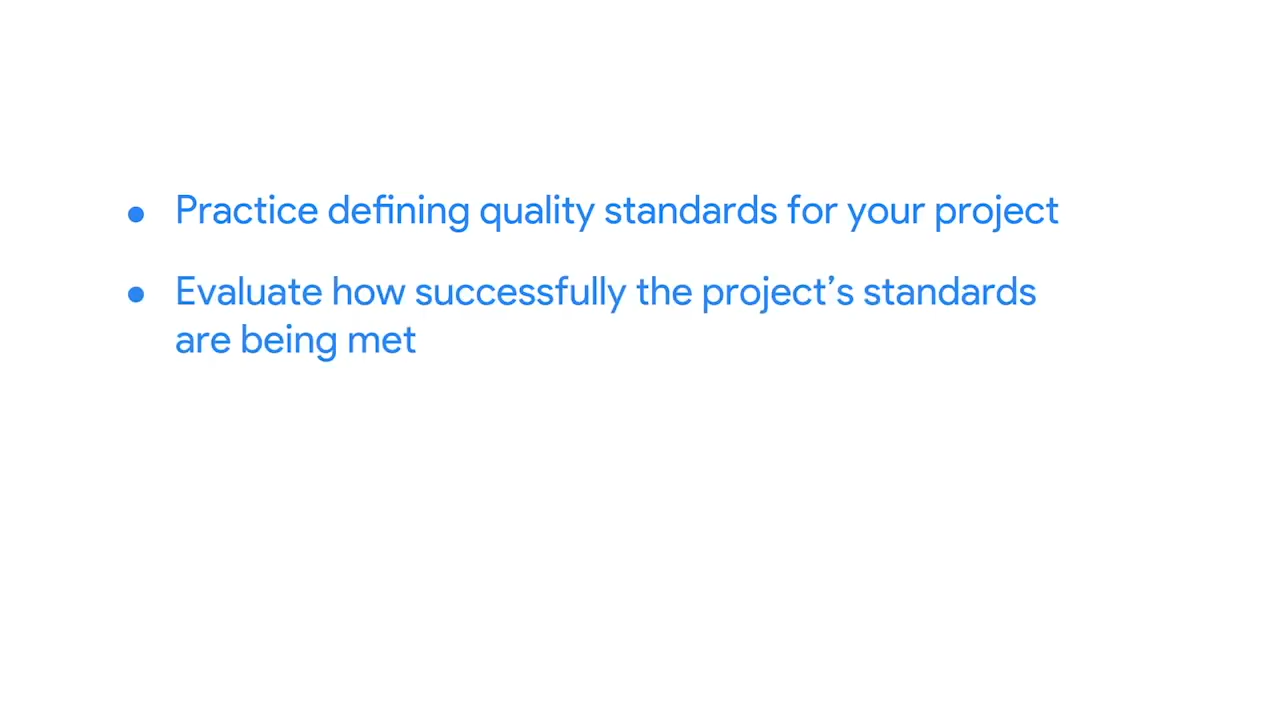 • Practice defining quality standards for your project
• Evaluate how successfully the project’s standards
are being met